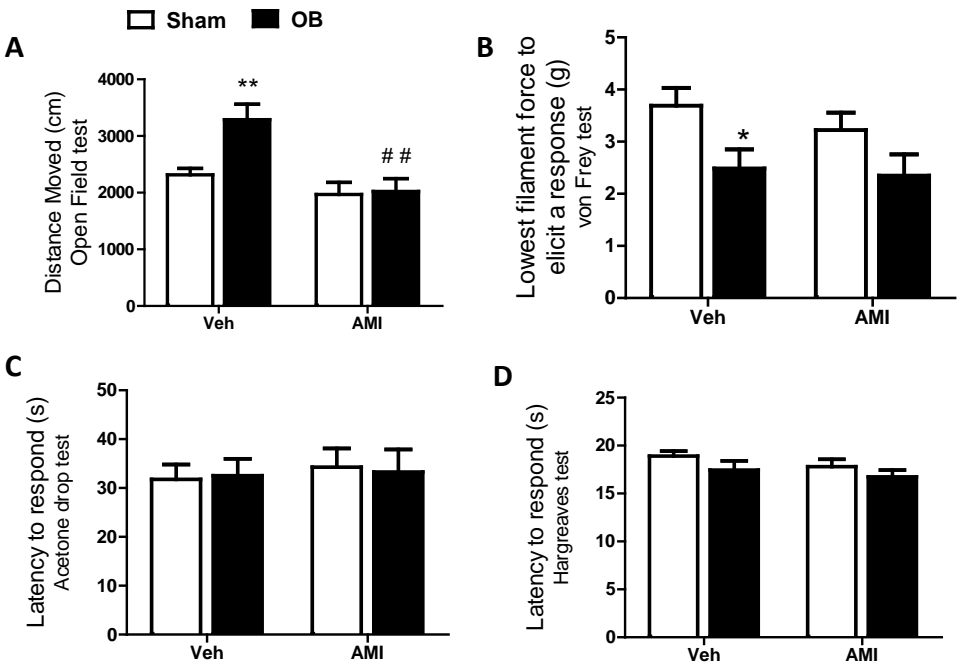 Sham OB
A
Distance Moved (cm)
Open Field test
4000
3000
2000
1000
0
**
# #
Veh AMI
B
Lowest filament force to
elicit a response (g)
von Frey test
5
4
3
2
1
0
*
Veh AMI
C
Latency to respond (s)
Acetone drop test
50
40
30
20
10
0
Veh AMI
D
Latency to respond (s)
Hargreaves test
25
20
15
10
5
0
Veh AMI